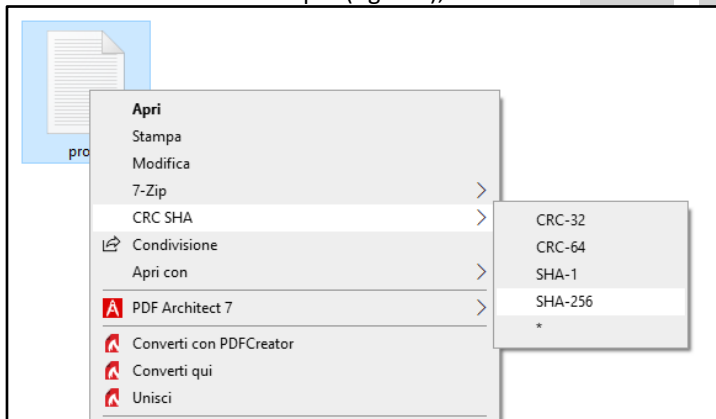 Apri
Stampa
pro
Modifica
7-Zip
CRC SHA
CRC-32
Condivisione
CRC-64
Apri con
SHA-1
PDF Architect 7
SHA-256
*
Converti con PDFCreator
Converti qui
Unisci